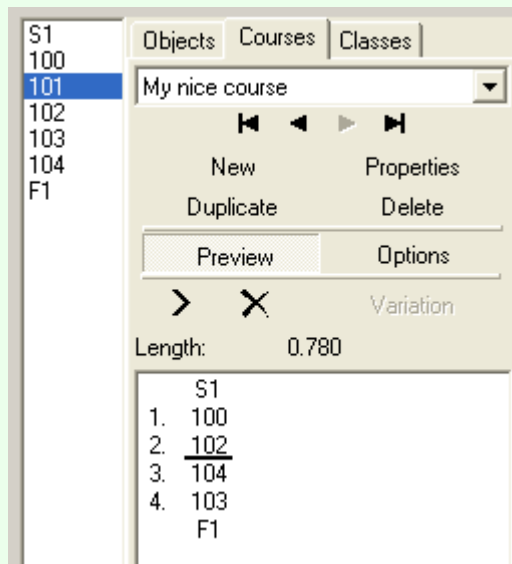 S1
100
101
102
103
104
F1
Objects Courses Classes
My nice course
New Properties
Duplicate Delete
Preview Options
Variation
Length: 0.780
S1
1. 100
2. 102
3. 104
4. 103
F1